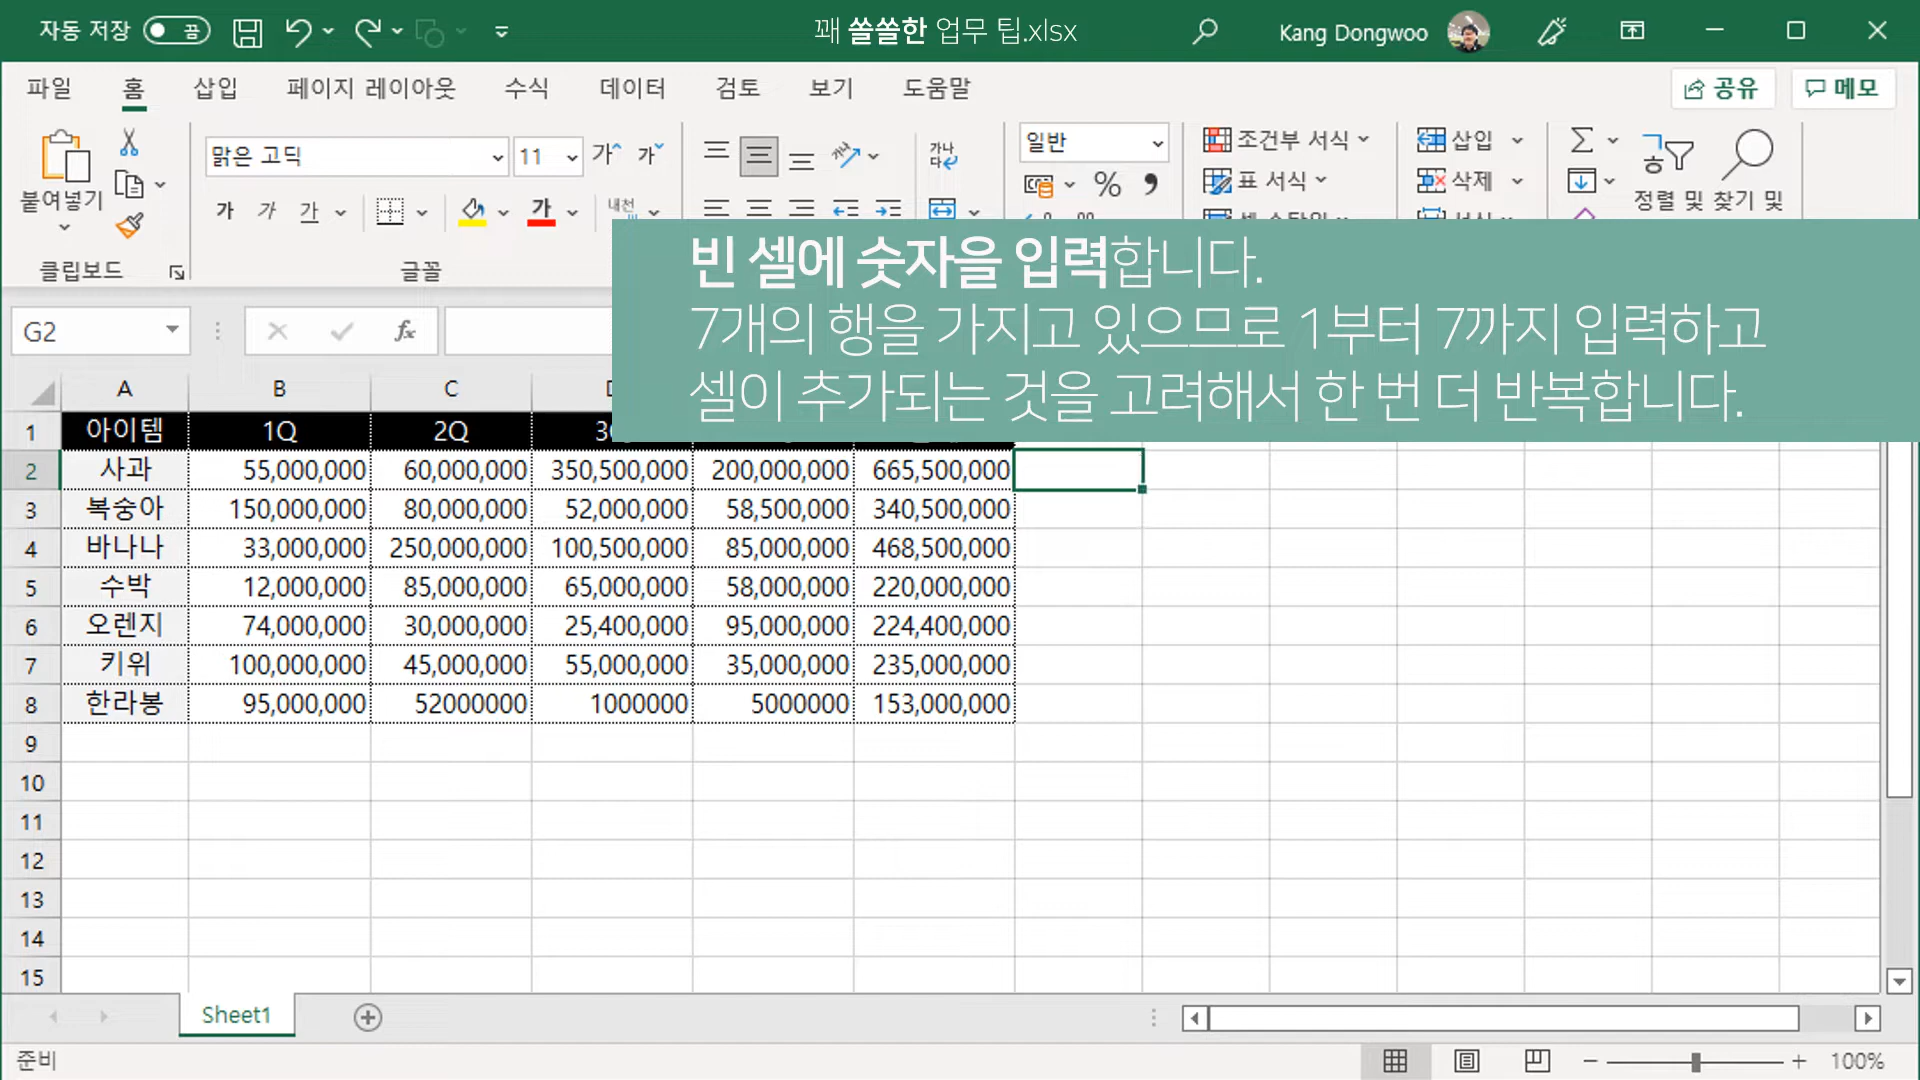 자동 저장 끔 꽤 쓸쓸한 업무 팁.xlsx Kang Dongwoo
파일 홈 삽입 페이지 레이아웃 수식 데이터 검토 보기 도움말 공유 메모
붙여넣기 맑은 고딕 11 가 가 가나 다 일반 조건부 서식 삽입
가 가 가 가 내천 % 표 서식 삭제 정렬 및 찾기 및
클립보드 글꼴
빈 셀에 숫자을 입력합니다.
7개의 행을 가지고 있으므로 1부터 7까지 입력하고
셀이 추가되는 것을 고려해서 한 번 더 반복합니다.
G2 fx
A B C
1 아이템 1Q 2Q
2 사과 55,000,000 60,000,000 350,500,000 200,000,000 665,500,000
3 복숭아 150,000,000 80,000,000 52,000,000 58,500,000 340,500,000
4 바나나 33,000,000 250,000,000 100,500,000 85,000,000 468,500,000
5 수박 12,000,000 85,000,000 65,000,000 58,000,000 220,000,000
6 오렌지 74,000,000 30,000,000 25,400,000 95,000,000 224,400,000
7 키위 100,000,000 45,000,000 55,000,000 35,000,000 235,000,000
8 한라봉 95,000,000 52000000 1000000 5000000 153,000,000
9
10
11
12
13
14
15
Sheet1
준비 100%